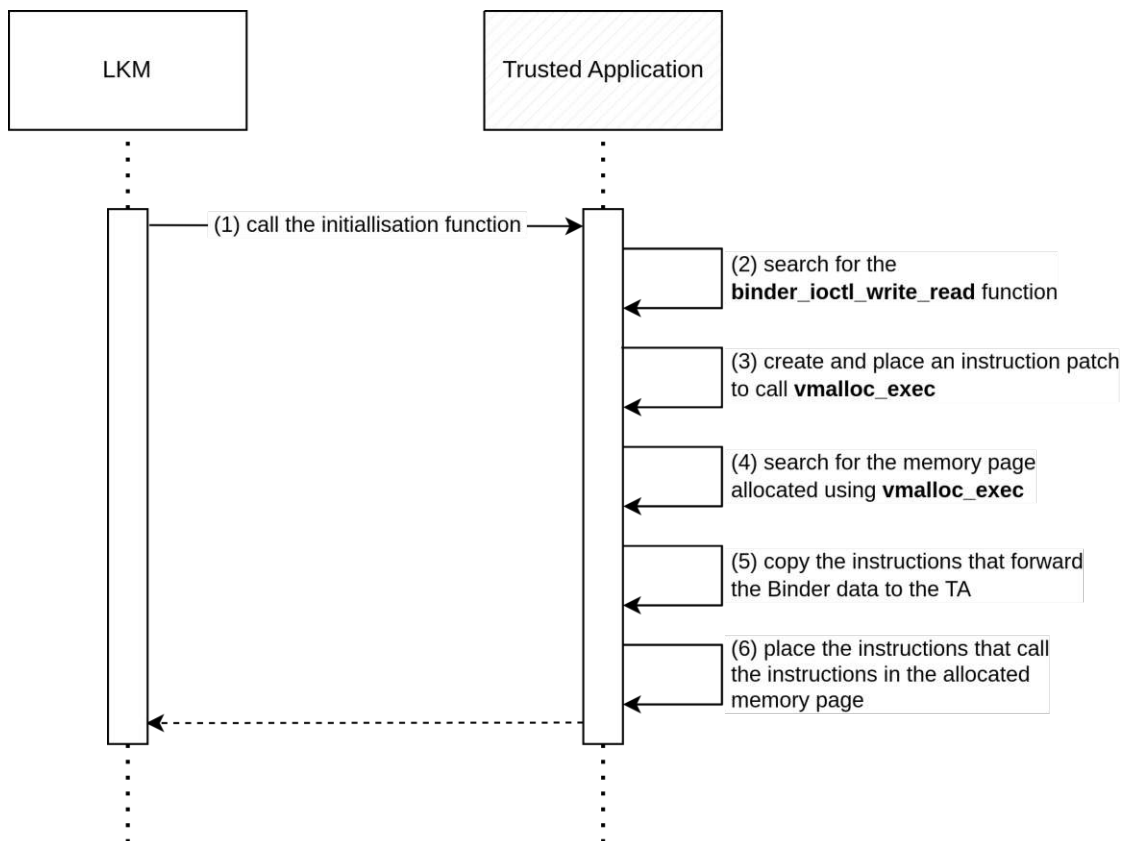 LKM
Trusted Application
(1) call the initiallisation function
(2) search for the
binder_ioctl_write_read function
(3) create and place an instruction patch
to call vmalloc_exec
(4) search for the memory page
allocated using vmalloc_exec
(5) copy the instructions that forward
the Binder data to the TA
(6) place the instructions that call
the instructions in the allocated
memory page